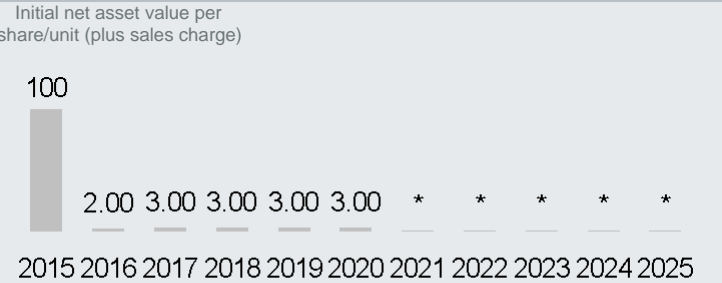 Initial net asset value per
share/unit (plus sales charge)
100
2.00 3.00 3.00 3.00 3.00 * * * * *
2015 2016 2017 2018 2019 2020 2021 2022 2023 2024 2025